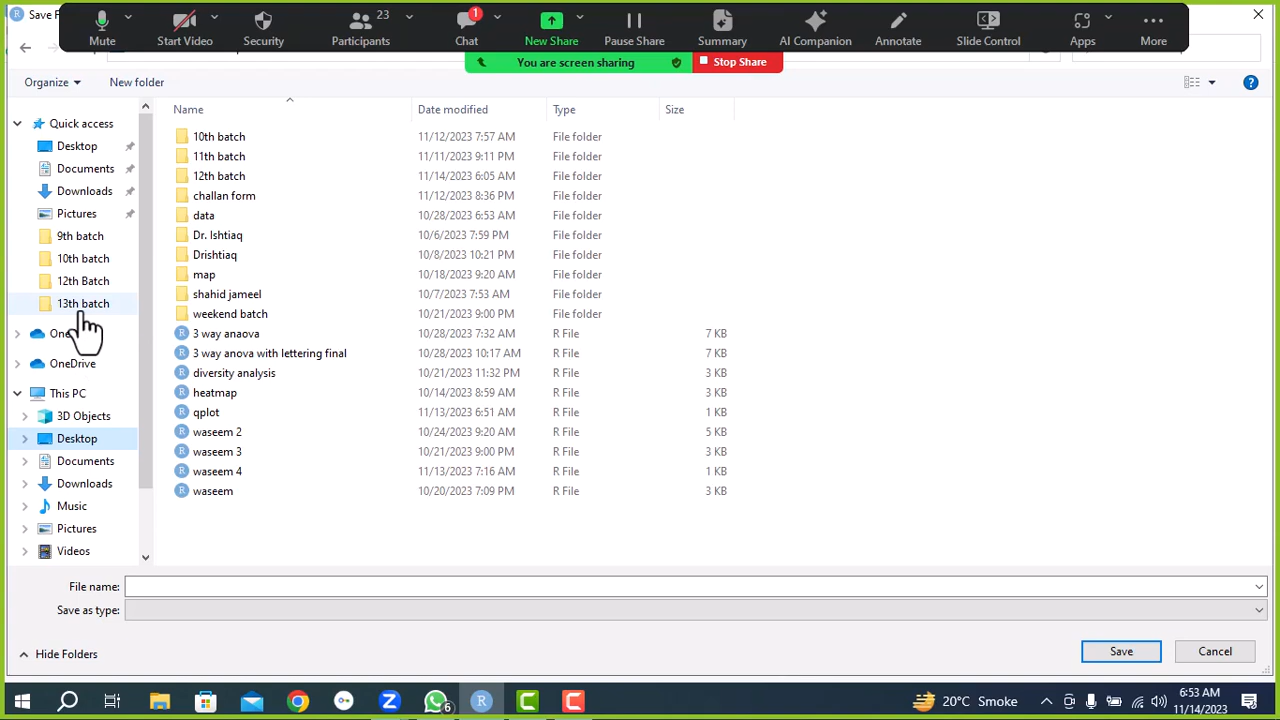 Save F
Mute
Start Video
Security
23
Participants
1
Chat
New Share
Pause Share
Summary
AI Companion
Annotate
Slide Control
Apps
More
You are screen sharing
Stop Share
Organize
New folder
Name Date modified Type Size
Quick access
Desktop
Documents
Downloads
Pictures
9th batch
10th batch
12th Batch
13th batch
OneDrive
This PC
3D Objects
Desktop
Documents
Downloads
Music
Pictures
Videos
10th batch 11/12/2023 7:57 AM File folder
11th batch 11/11/2023 9:11 PM File folder
12th batch 11/14/2023 6:05 AM File folder
challan form 11/12/2023 8:36 PM File folder
data 10/28/2023 6:53 AM File folder
Dr. Ishtiaq 10/6/2023 7:59 PM File folder
Drishtiaq 10/8/2023 10:21 PM File folder
map 10/18/2023 9:20 AM File folder
shahid jameel 10/7/2023 7:53 AM File folder
weekend batch 10/21/2023 9:00 PM File folder
3 way anaova 10/28/2023 7:32 AM R File 7 KB
3 way anova with lettering final 10/28/2023 10:17 AM R File 7 KB
diversity analysis 10/21/2023 11:32 PM R File 3 KB
heatmap 10/14/2023 8:59 AM R File 3 KB
qplot 11/13/2023 6:51 AM R File 1 KB
waseem 2 10/24/2023 9:20 AM R File 5 KB
waseem 3 10/21/2023 9:00 PM R File 3 KB
waseem 4 11/13/2023 7:16 AM R File 1 KB
waseem 10/20/2023 7:09 PM R File 3 KB
File name:
Save as type:
Hide Folders
Save
Cancel
6
20°C Smoke
6:53 AM
11/14/2023